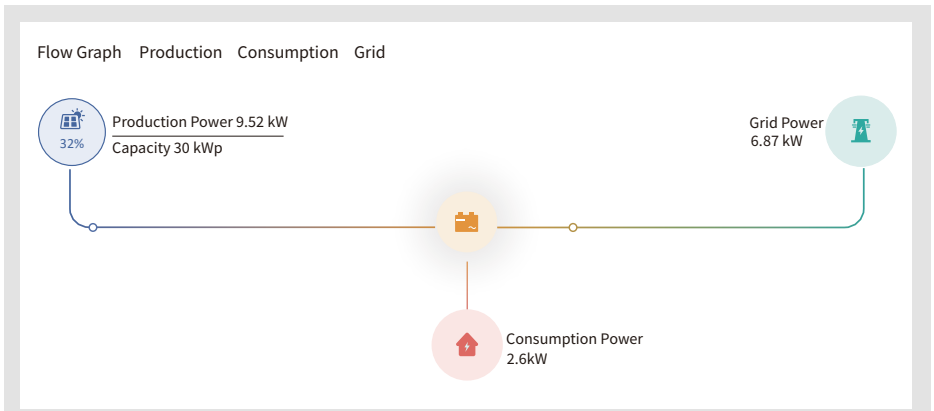 Flow Graph Production Consumption Grid
32%
Production Power 9.52 kW
Capacity 30 kWp
Grid Power
6.87 kW
Consumption Power
2.6kW